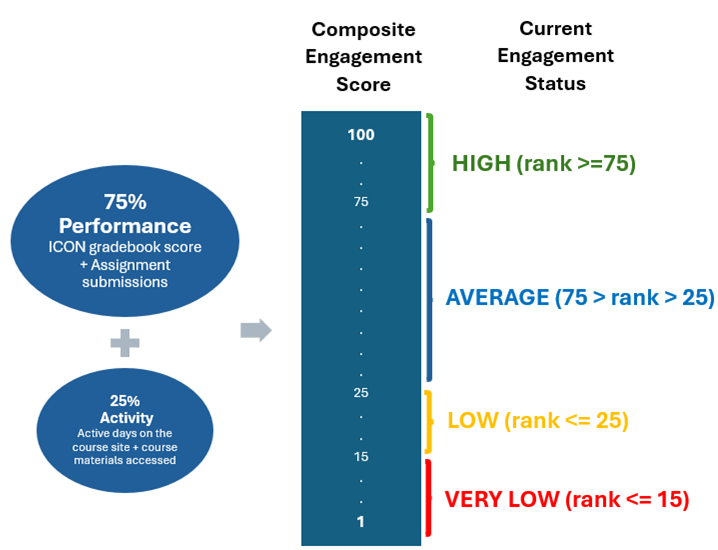 Composite
Engagement
Score
Current
Engagement
Status
75%
Performance
ICON gradebook score
+ Assignment
submissions
25%
Activity
Active days on the
course site + course
materials accessed
100
.
.
75
.
.
.
.
.
.
.
.
25
.
.
15
.
.
1
HIGH (rank >=75)
AVERAGE (75 > rank > 25)
LOW (rank <= 25)
VERY LOW (rank <= 15)